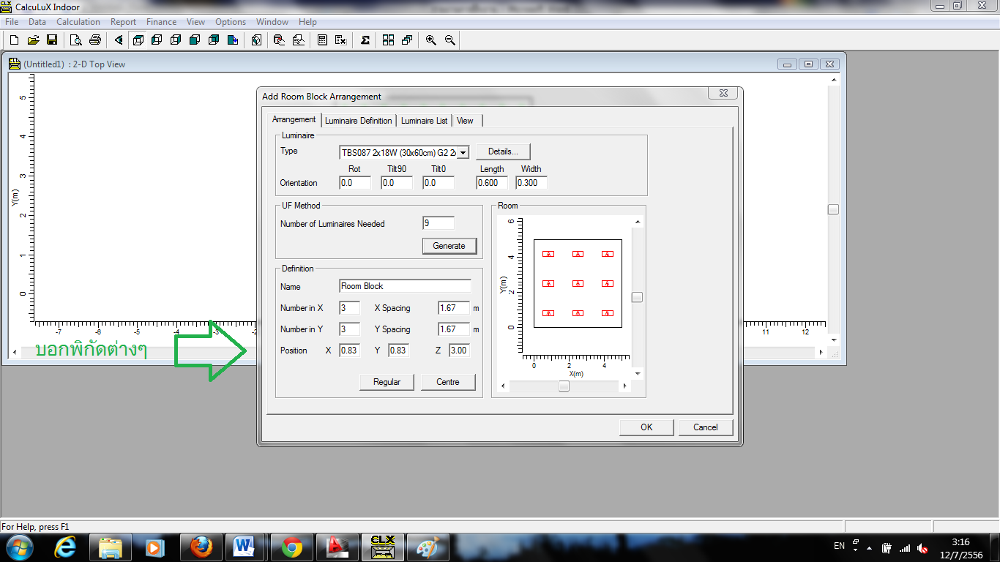 CalcuLuX Indoor
File Data Calculation Report Finance View Options Window Help
(Untitled1) : 2-D Top View
Add Room Block Arrangement
Arrangement Luminaire Definition Luminaire List View
Luminaire
Type TBS087 2x18W (30x60cm) G2 2x Details...
Rot Tilt90 Tilt0 Length Width
Orientation 0.0 0.0 0.0 0.600 0.300
UF Method
Number of Luminaires Needed 9
Generate
Definition
Name Room Block
Number in X 3 X Spacing 1.67 m
Number in Y 3 Y Spacing 1.67 m
Position X 0.83 Y 0.83 Z 3.00
Regular Centre
Room
6
4
2
0
Y(m)
A A A
A A A
A A A
0 2 4
X(m)
OK Cancel
5
4
3
2
1
0
Y(m)
-7 -6 -5 -4 -3 -2 11 12
บอกพิกัดต่างๆ
For Help, press F1
CLX
EN
3:16
12/7/2556